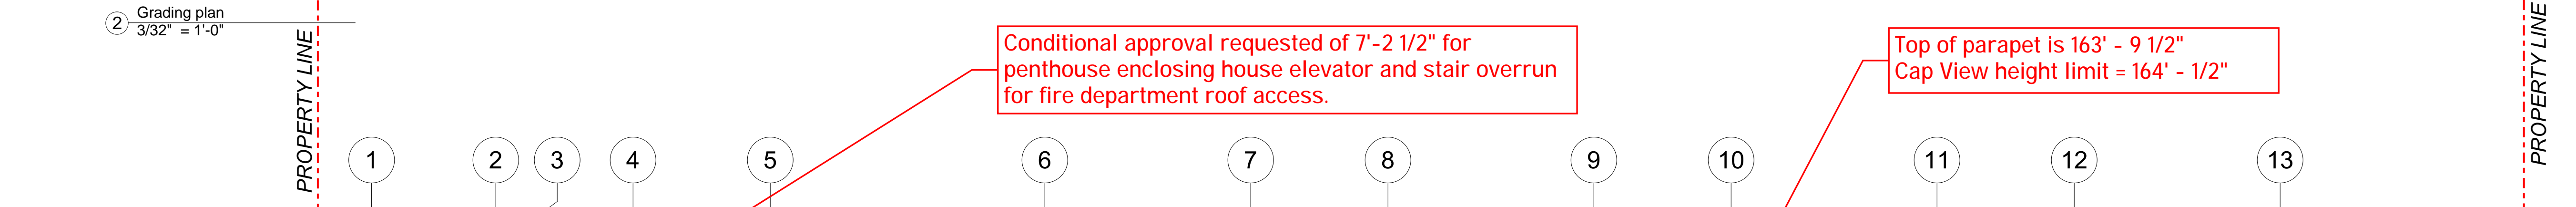 2 Grading plan
3/32" = 1'-0"
PROPERTY LINE
Conditional approval requested of 7'-2 1/2" for
penthouse enclosing house elevator and stair overrun
for fire department roof access.
Top of parapet is 163' - 9 1/2"
Cap View height limit = 164' - 1/2"
PROPERTY LINE
1 2 3 4 5 6 7 8 9 10 11 12 13